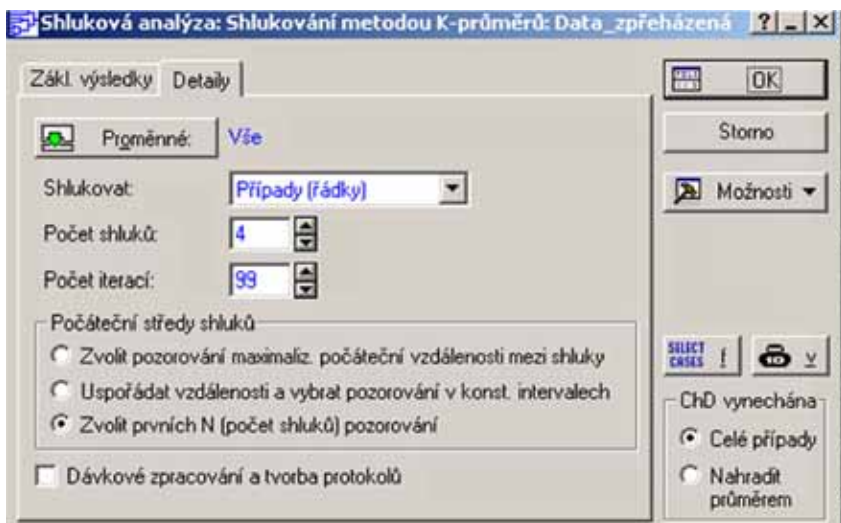 Shluková analýza: Shlukování metodou K-průměrů: Data_zpřeházená
Zákl. výsledky
Detaily
Proměnné:
Vše
Shlukovat:
Případy (řádky)
Počet shluků:
4
Počet iterací:
99
Počáteční středy shluků
Zvolit pozorování maximaliz. počáteční vzdálenosti mezi shluky
Uspořádat vzdálenosti a vybrat pozorování v konst. intervalech
Zvolit prvních N (počet shluků) pozorování
Dávkové zpracování a tvorba protokolů
OK
Storno
Možnosti
SELECT
CASES
ChD vynechána
Celé případy
Nahradit
průměrem